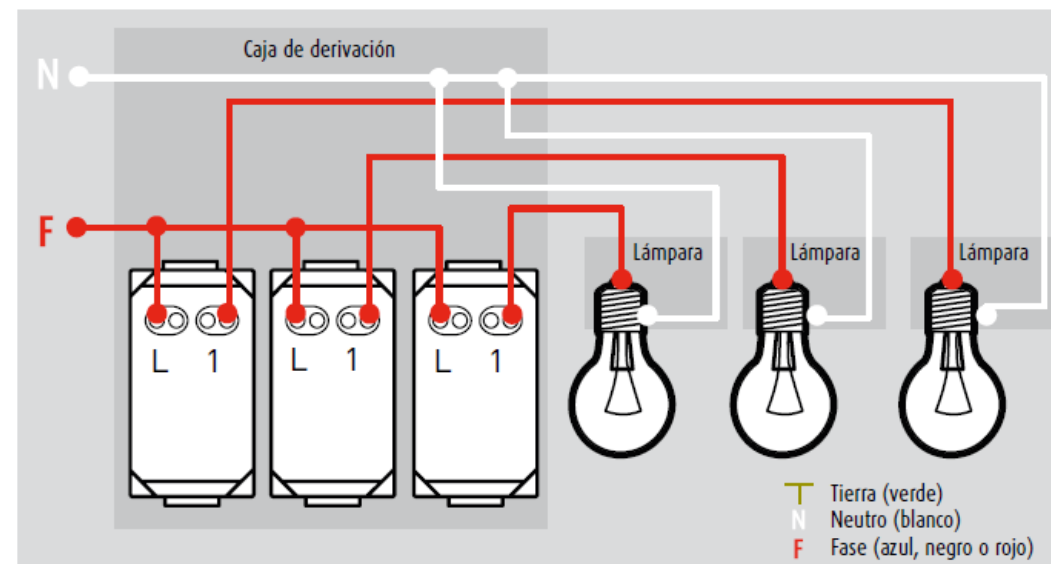 Caja de derivación
N
F
Lámpara Lámpara Lámpara
L 1 L 1 L 1
Tierra (verde)
N Neutro (blanco)
F Fase (azul, negro o rojo)